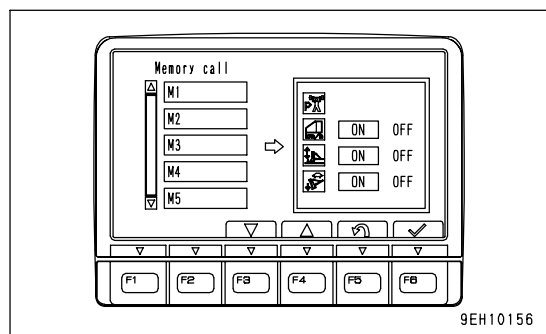 Memory call
M1
M2
M3
M4
M5
P
km/h
ON OFF
ON OFF
ON OFF
F1 F2 F3 F4 F5 F6
9EH10156